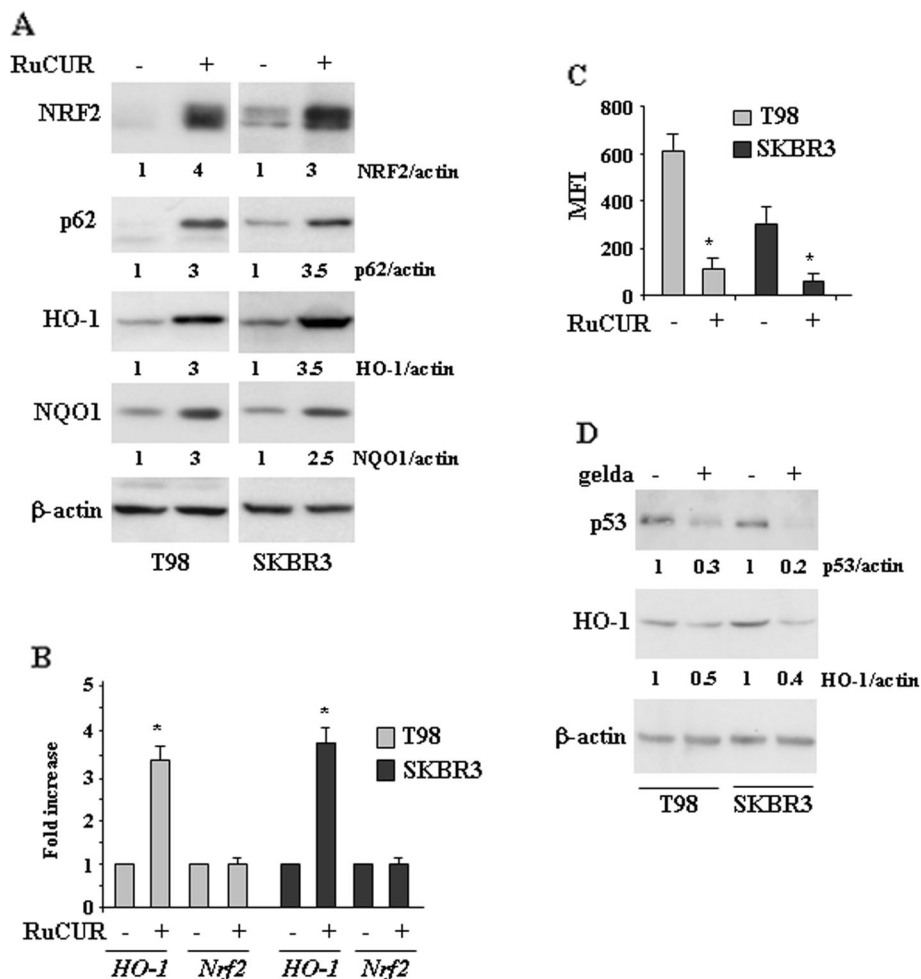 A
RuCUR - + - +
NRF2
1 4 1 3 NRF2/actin
p62
1 3 1 3.5 p62/actin
HO-1
1 3 1 3.5 HO-1/actin
NQO1
1 3 1 2.5 NQO1/actin
β-actin
T98 SKBR3
B
Fold increase
5
4
3
2
1
0
* *
T98
SKBR3
RuCUR - + - + - + - +
HO-1 Nrf2 HO-1 Nrf2
C
MFI
800
600
400
200
0
* *
T98
SKBR3
RuCUR - + - +
D
gelda - + - +
p53
1 0.3 1 0.2 p53/actin
HO-1
1 0.5 1 0.4 HO-1/actin
β-actin
T98 SKBR3